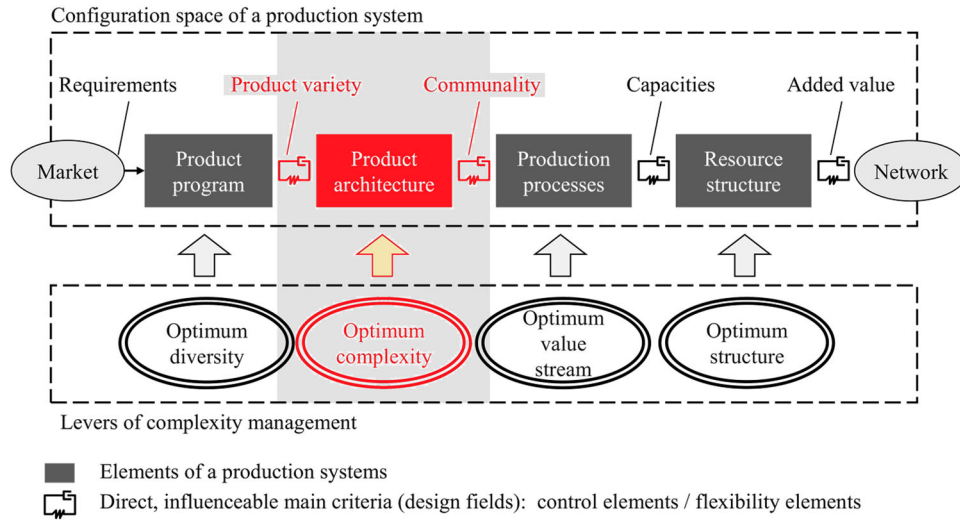 Configuration space of a production system
Requirements
Product variety
Communality
Capacities
Added value
Market
Product
program
Product
architecture
Production
processes
Resource
structure
Network
Optimum
diversity
Optimum
complexity
Optimum
value
stream
Optimum
structure
Levers of complexity management
Elements of a production systems
Direct, influenceable main criteria (design fields): control elements / flexibility elements